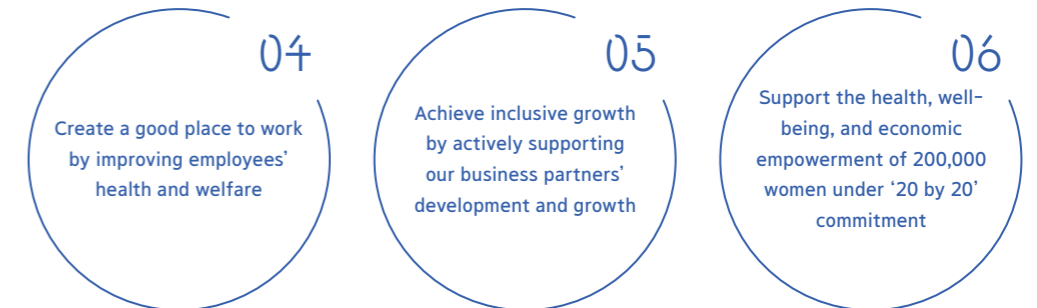 04
Create a good place to work
by improving employees’
health and welfare
05
Achieve inclusive growth
by actively supporting
our business partners’
development and growth
06
Support the health, well-
being, and economic
empowerment of 200,000
women under ‘20 by 20’
commitment